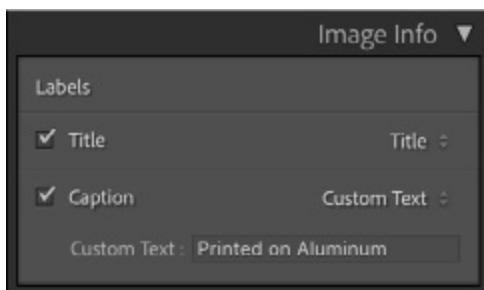 Image Info ▼
Labels
Title Title
Caption Custom Text
Custom Text : Printed on Aluminum